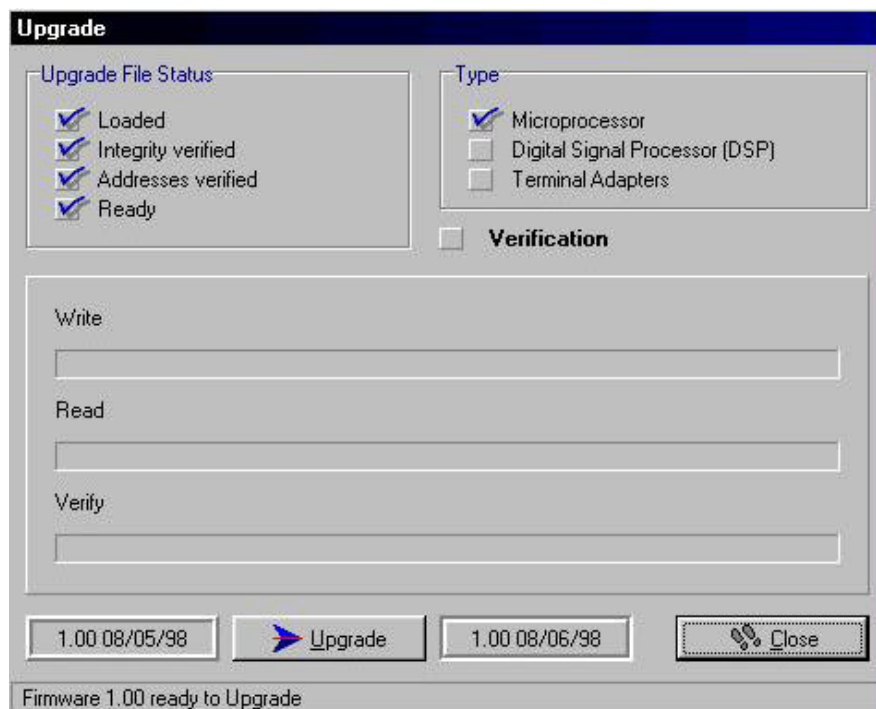 Upgrade
Upgrade File Status
Loaded
Integrity verified
Addresses verified
Ready
Type
Microprocessor
Digital Signal Processor (DSP)
Terminal Adapters
Verification
Write
Read
Verify
1.00 08/05/98
Upgrade
1.00 08/06/98
Close
Firmware 1.00 ready to Upgrade